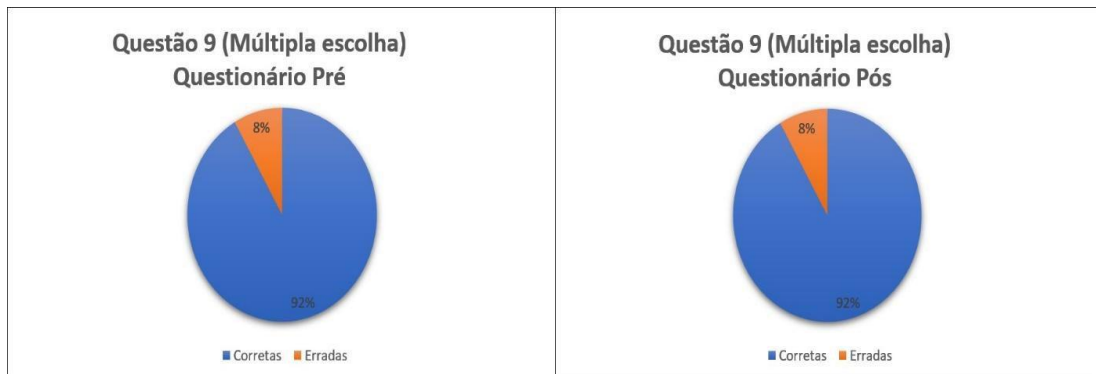 Questão 9 (Múltipla escolha)
Questionário Pré
8%
92%
Corretas Erradas
Questão 9 (Múltipla escolha)
Questionário Pós
8%
92%
Corretas Erradas